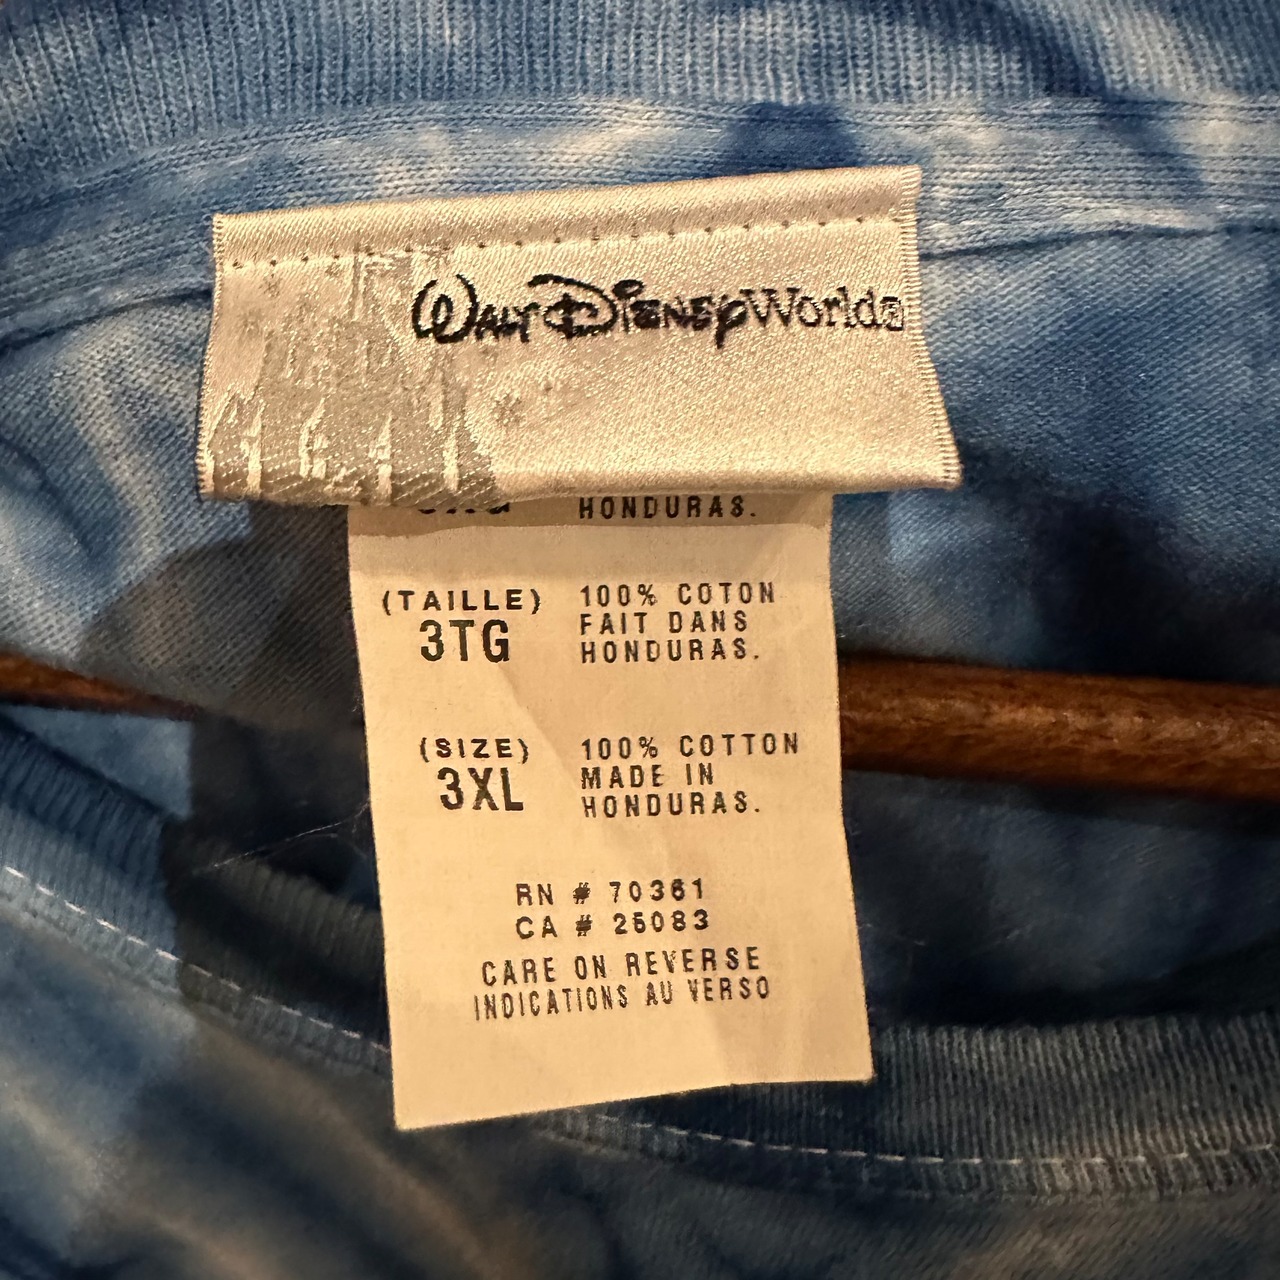 Walt Disney World®
HONDURAS.
(TAILLE) 100% COTON
3TG FAIT DANS
HONDURAS.
(SIZE) 100% COTTON
3XL MADE IN
HONDURAS.
RN # 70361
CA # 25083
CARE ON REVERSE
INDICATIONS AU VERSO